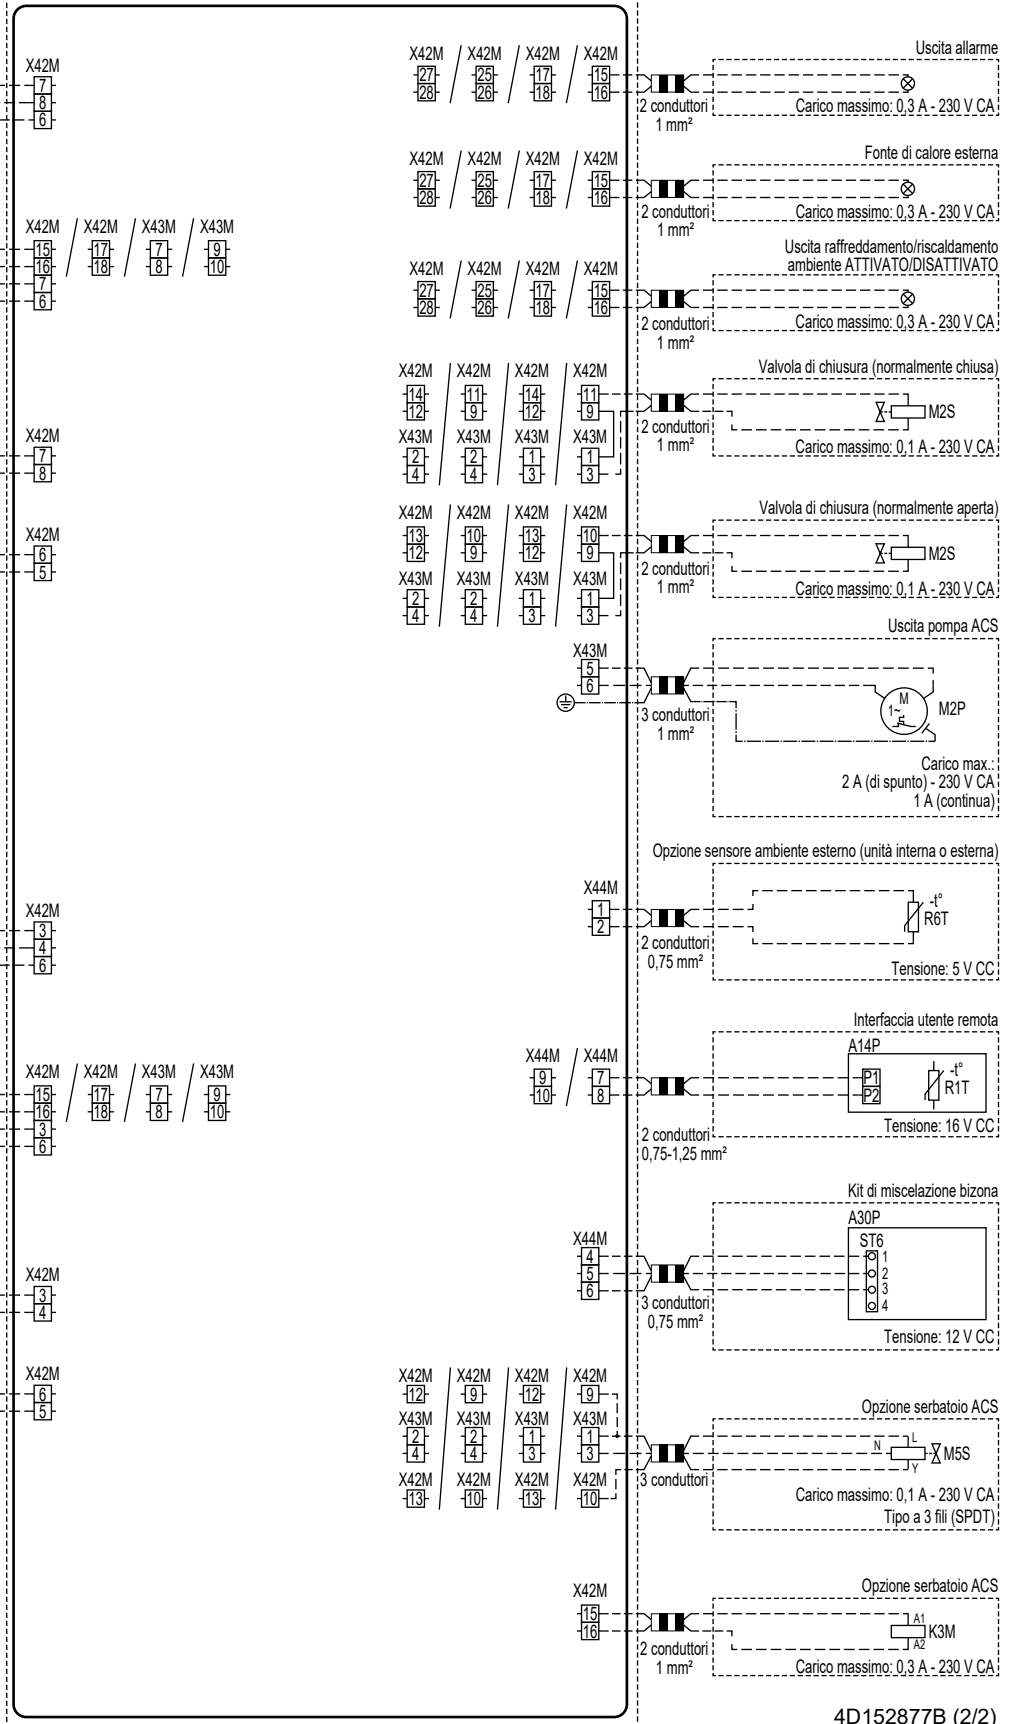 X42M
7
8
6
X42M / X42M / X43M / X43M
15 17 7 9
16 18 8 10
7
6
X42M
7
8
X42M
6
5
X42M
3
4
6
X42M / X42M / X43M / X43M
15 17 7 9
16 18 8 10
3
6
X42M
3
4
X42M
6
5
X42M / X42M / X42M / X42M
27 25 17 15
28 26 18 16
2 conduttori
1 mm²
Uscita allarme
Carico massimo: 0,3 A - 230 V CA
X42M / X42M / X42M / X42M
27 25 17 15
28 26 18 16
2 conduttori
1 mm²
Fonte di calore esterna
Carico massimo: 0,3 A - 230 V CA
X42M / X42M / X42M / X42M
27 25 17 15
28 26 18 16
2 conduttori
1 mm²
Uscita raffreddamento/riscaldamento
ambiente ATTIVATO/DISATTIVATO
Carico massimo: 0,3 A - 230 V CA
X42M / X42M / X42M / X42M
14 11 14 11
12 9 12 9
X43M X43M X43M X43M
2 2 1 1
4 4 3 3
2 conduttori
1 mm²
Valvola di chiusura (normalmente chiusa)
M2S
Carico massimo: 0,1 A - 230 V CA
X42M / X42M / X42M / X42M
13 10 13 10
12 9 12 9
X43M X43M X43M X43M
2 2 1 1
4 4 3 3
2 conduttori
1 mm²
Valvola di chiusura (normalmente aperta)
M2S
Carico massimo: 0,1 A - 230 V CA
X43M
5
6
3 conduttori
1 mm²
Uscita pompa ACS
M
1~
M2P
Carico max.:
2 A (di spunto) - 230 V CA
1 A (continua)
Opzione sensore ambiente esterno (unità interna o esterna)
X44M
1
2
2 conduttori
0,75 mm²
-t°
R6T
Tensione: 5 V CC
Interfaccia utente remota
X44M / X44M
9 7
10 8
2 conduttori
0,75-1,25 mm²
A14P
P1
P2
-t°
R1T
Tensione: 16 V CC
Kit di miscelazione bizona
X44M
4
5
6
3 conduttori
0,75 mm²
A30P
ST6
1
2
3
4
Tensione: 12 V CC
X42M / X42M / X42M / X42M
12 9 12 9
X43M X43M X43M X43M
2 2 1 1
4 4 3 3
X42M X42M X42M X42M
13 10 13 10
3 conduttori
Opzione serbatoio ACS
L
N
Y
M5S
Carico massimo: 0,1 A - 230 V CA
Tipo a 3 fili (SPDT)
X42M
15
16
2 conduttori
1 mm²
Opzione serbatoio ACS
A1
K3M
A2
Carico massimo: 0,3 A - 230 V CA
4D152877B (2/2)